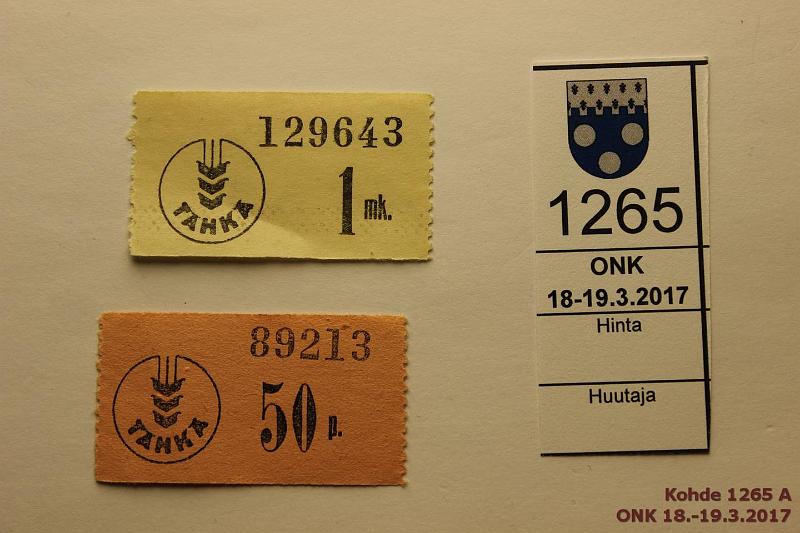 129643
TAHKA
1 mk.
89213
TAHKA
50 p.
1265
ONK
18-19.3.2017
Hinta
Huutaja
Kohde 1265 A
ONK 18.-19.3.2017